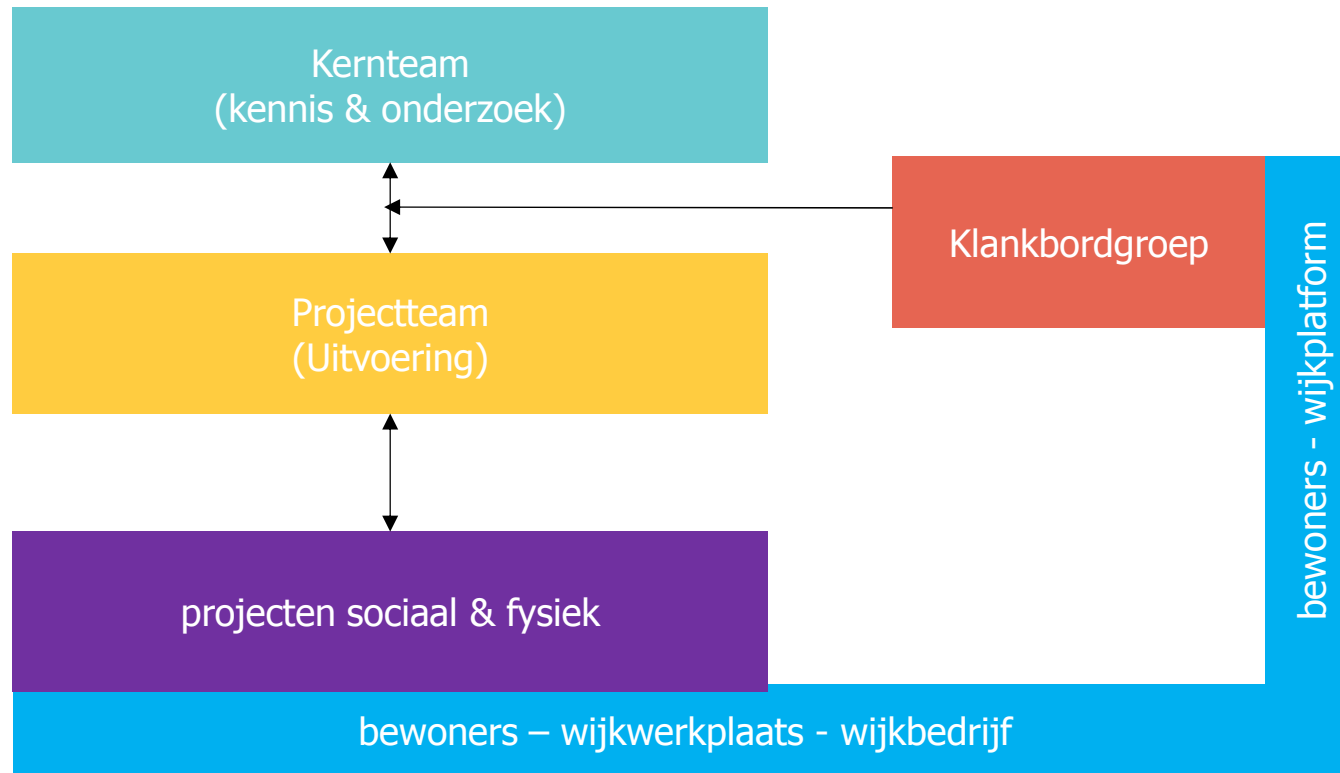 Kernteam
(kennis & onderzoek)
Klankbordgroep
Projectteam
(Uitvoering)
projecten sociaal & fysiek
bewoners - wijkplatform
bewoners – wijkwerkplaats - wijkbedrijf